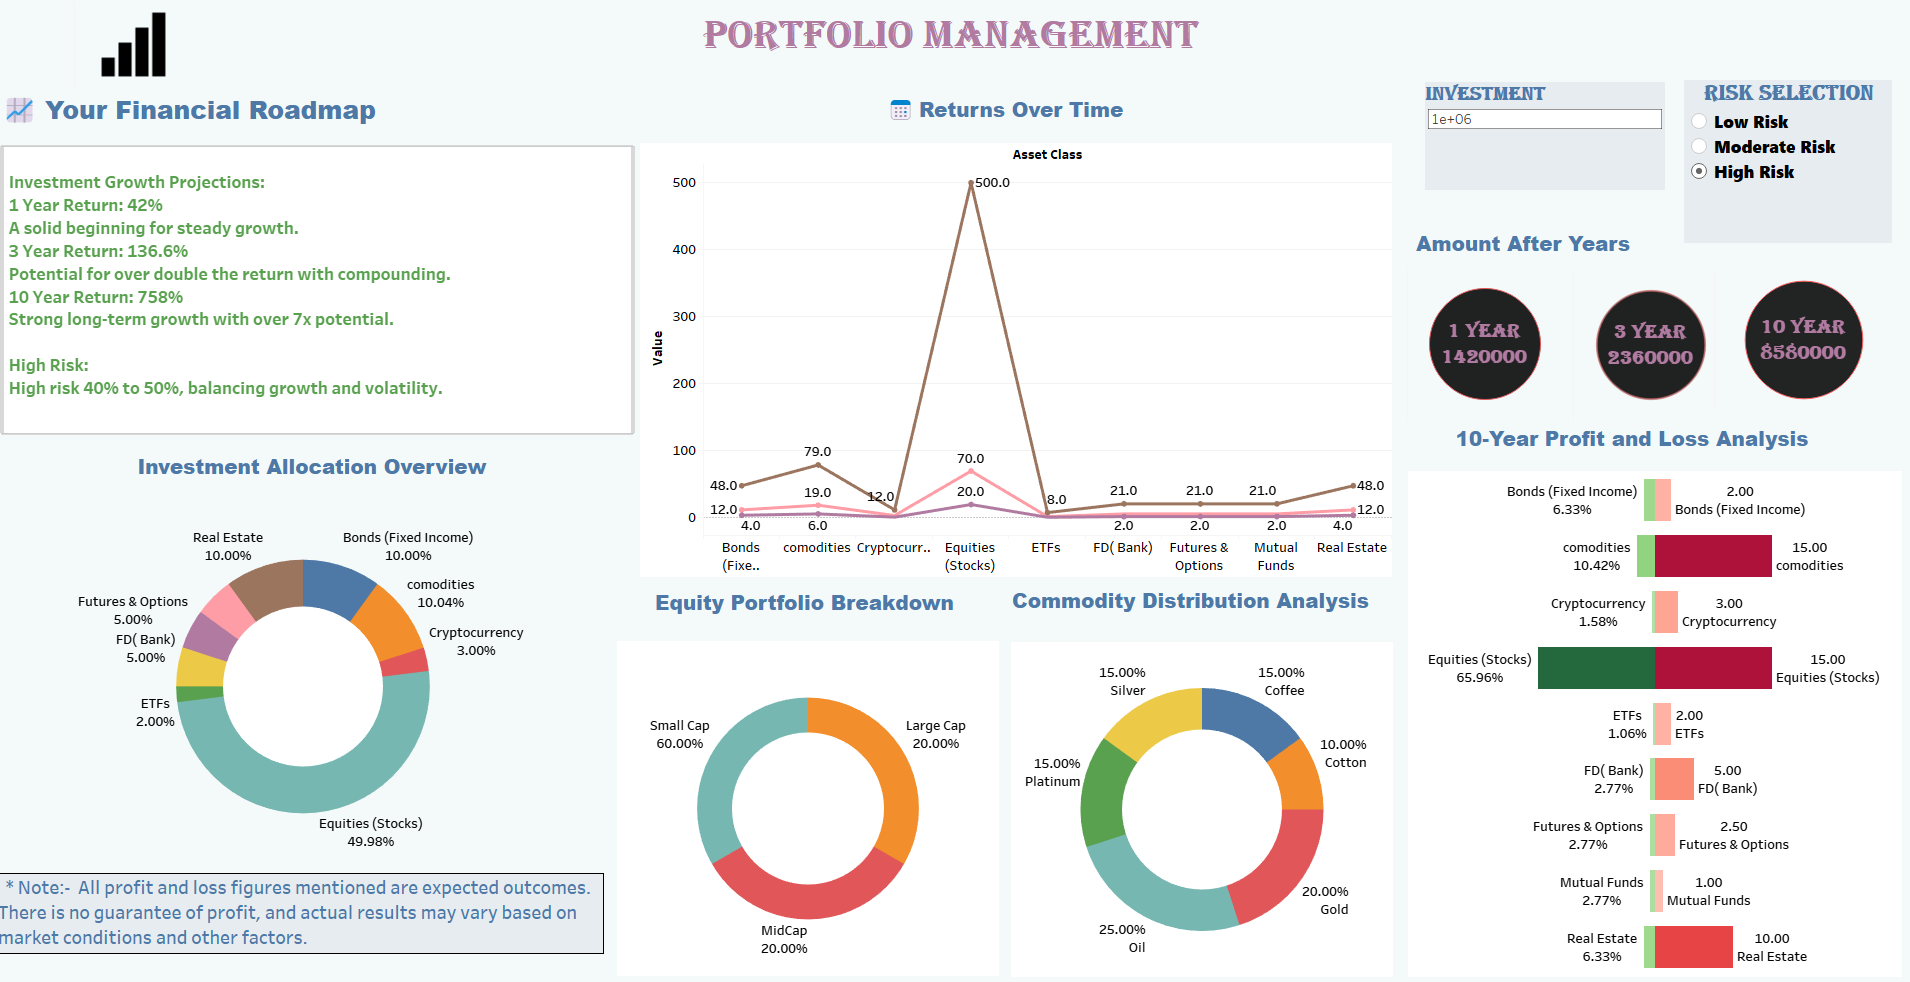 PORTFOLIO MANAGEMENT
Your Financial Roadmap
Investment Growth Projections:
1 Year Return: 42%
A solid beginning for steady growth.
3 Year Return: 136.6%
Potential for over double the return with compounding.
10 Year Return: 758%
Strong long-term growth with over 7x potential.
High Risk:
High risk 40% to 50%, balancing growth and volatility.
Returns Over Time
Asset Class
Value
500
400
300
200
100
0
500.0
79.0
70.0
48.0
19.0
12.0
20.0
8.0
21.0
21.0
21.0
48.0
12.0
12.0
4.0
6.0
2.0
2.0
2.0
4.0
Bonds
(Fixe..
comodities
Cryptocurr..
Equities
(Stocks)
ETFs
FD( Bank)
Futures &
Options
Mutual
Funds
Real Estate
INVESTMENT
1e+06
RISK SELECTION
Low Risk
Moderate Risk
High Risk
Amount After Years
1 YEAR
1420000
3 YEAR
2360000
10 YEAR
8580000
Investment Allocation Overview
Real Estate
10.00%
Bonds (Fixed Income)
10.00%
comodities
10.04%
Cryptocurrency
3.00%
Futures & Options
5.00%
FD( Bank)
5.00%
ETFs
2.00%
Equities (Stocks)
49.98%
* Note:-  All profit and loss figures mentioned are expected outcomes.
There is no guarantee of profit, and actual results may vary based on
market conditions and other factors.
Equity Portfolio Breakdown
Small Cap
60.00%
Large Cap
20.00%
MidCap
20.00%
Commodity Distribution Analysis
15.00%
Silver
15.00%
Coffee
10.00%
Cotton
15.00%
Platinum
20.00%
Gold
25.00%
Oil
10-Year Profit and Loss Analysis
Bonds (Fixed Income)
6.33%
2.00
Bonds (Fixed Income)
comodities
10.42%
15.00
comodities
Cryptocurrency
1.58%
3.00
Cryptocurrency
Equities (Stocks)
65.96%
15.00
Equities (Stocks)
ETFs
1.06%
2.00
ETFs
FD( Bank)
2.77%
5.00
FD( Bank)
Futures & Options
2.77%
2.50
Futures & Options
Mutual Funds
2.77%
1.00
Mutual Funds
Real Estate
6.33%
10.00
Real Estate